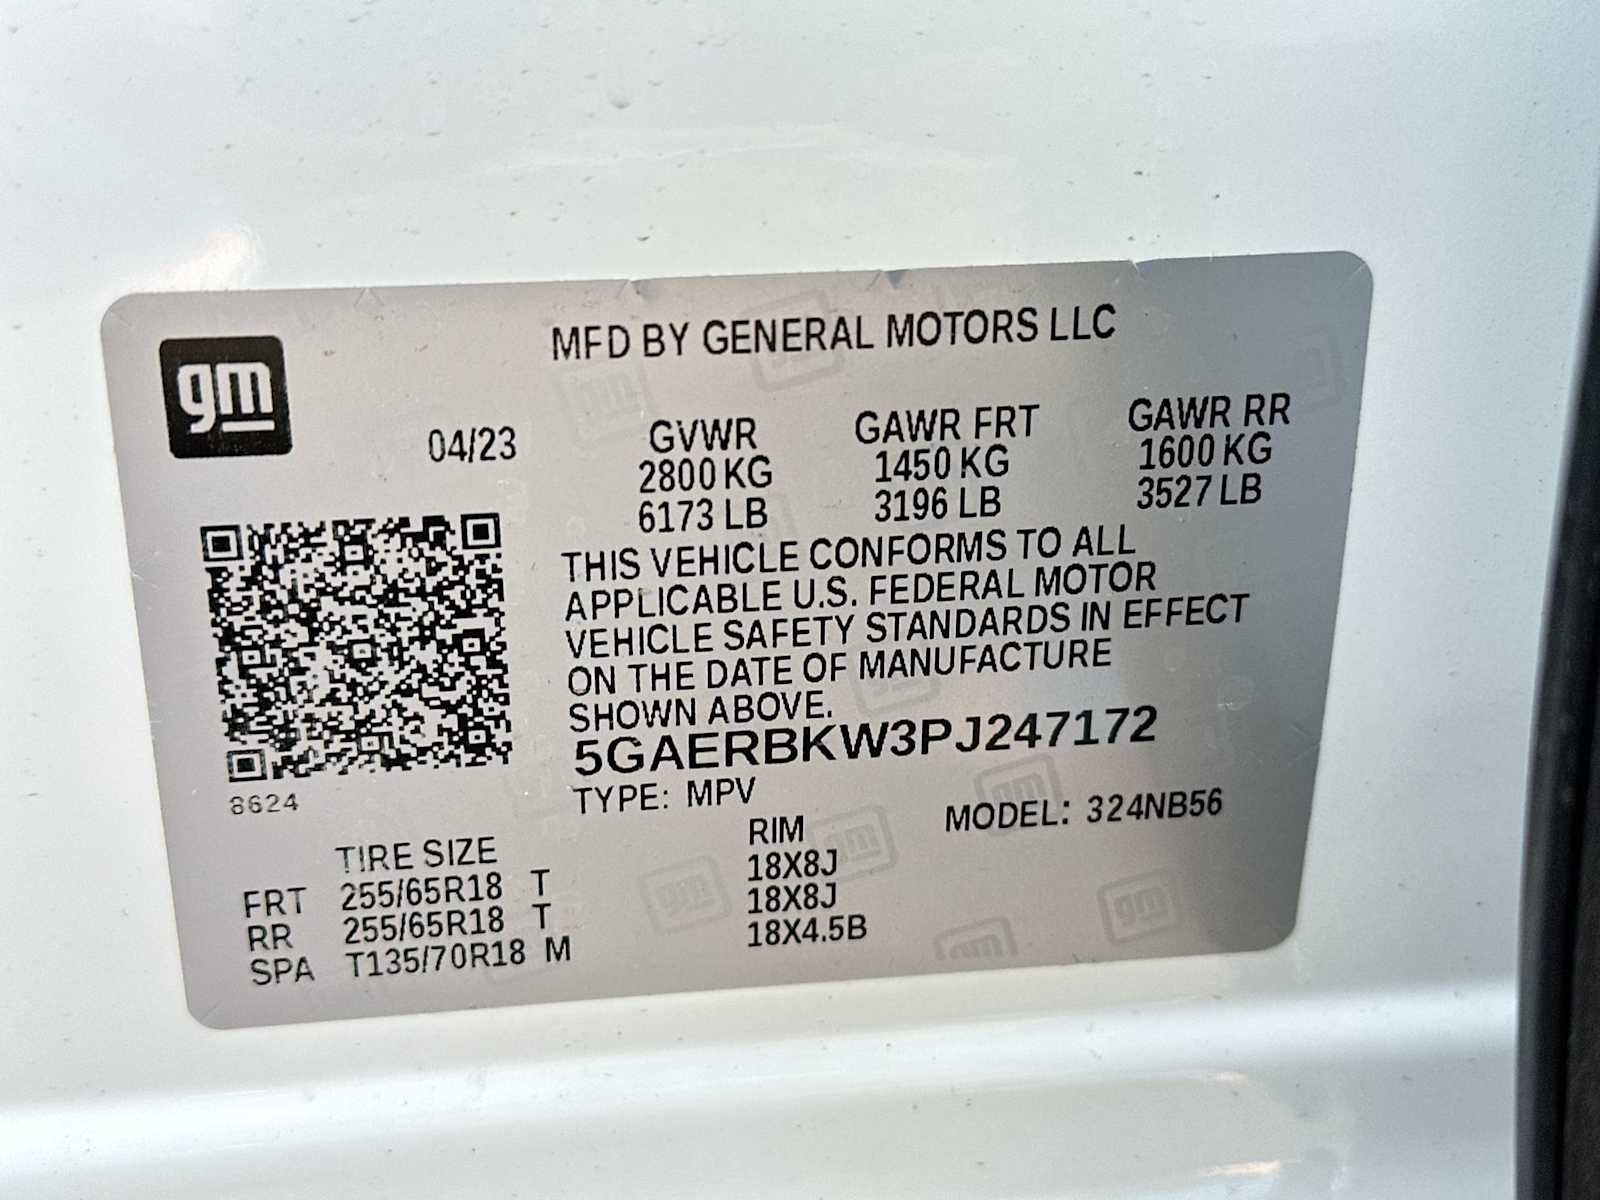 gm
MFD BY GENERAL MOTORS LLC
04/23 GVWR GAWR FRT GAWR RR
2800 KG 1450 KG 1600 KG
6173 LB 3196 LB 3527 LB
THIS VEHICLE CONFORMS TO ALL
APPLICABLE U.S. FEDERAL MOTOR
VEHICLE SAFETY STANDARDS IN EFFECT
ON THE DATE OF MANUFACTURE
SHOWN ABOVE.
5GAERBKW3PJ247172
8624
TYPE: MPV MODEL: 324NB56
TIRE SIZE RIM
FRT 255/65R18 T 18X8J
RR 255/65R18 T 18X8J
SPA T135/70R18 M 18X4.5B